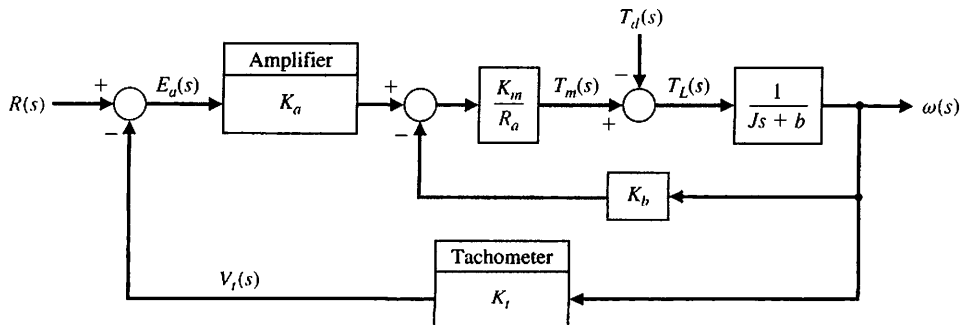 T_d(s)
Amplifier
R(s) + − E_a(s) K_a + − K_m/R_a T_m(s) + − T_L(s) 1/(Js + b) ω(s)
K_b
Tachometer
V_t(s) K_t